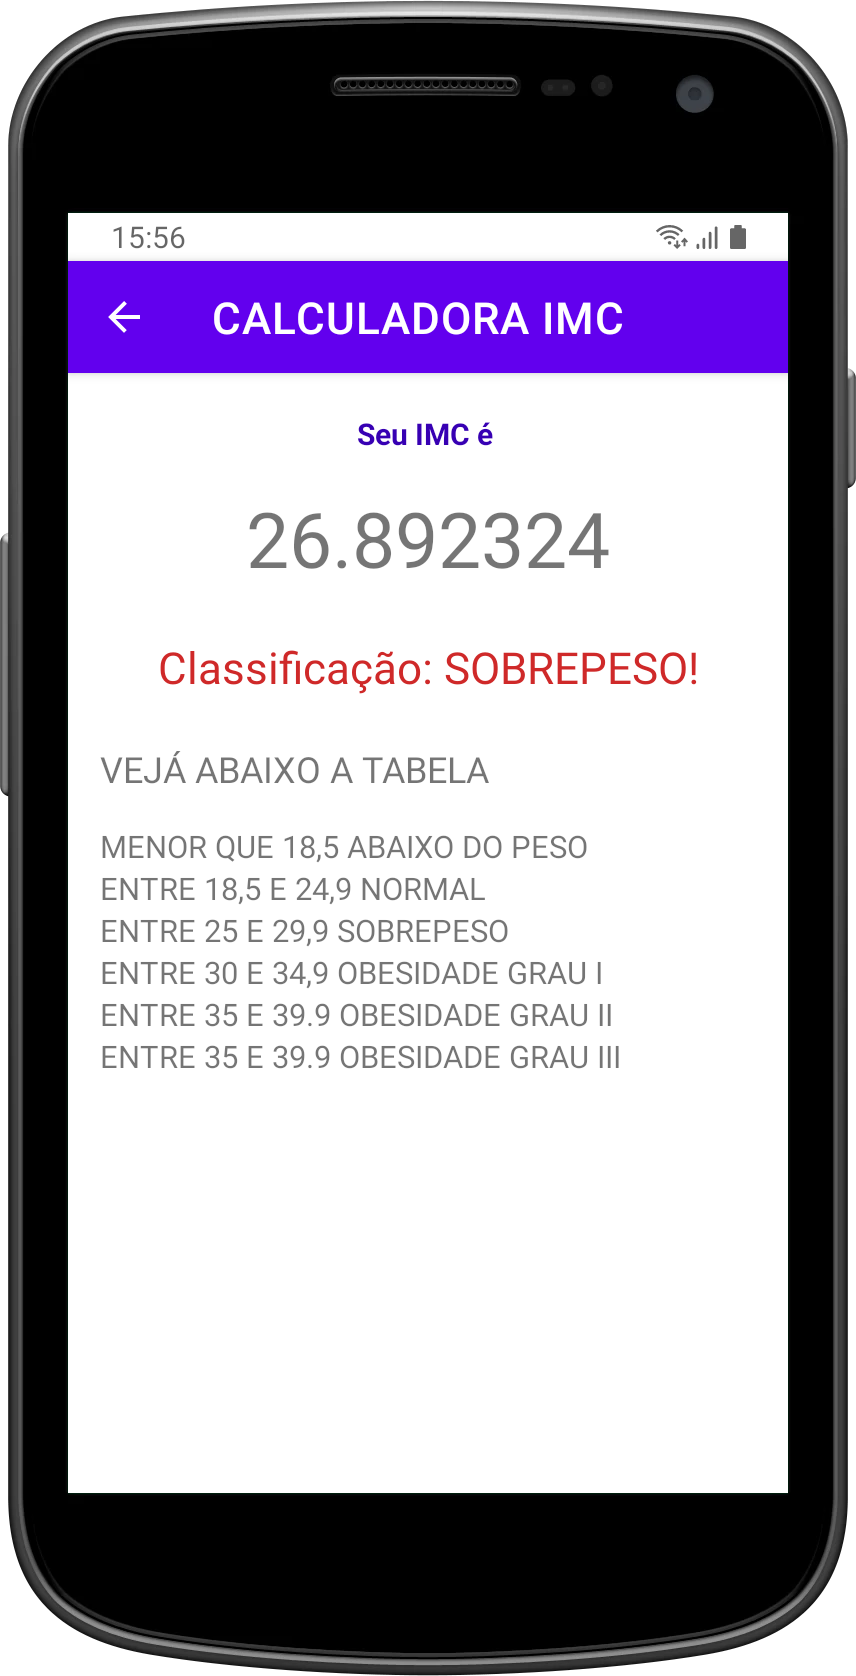 15:56
CALCULADORA IMC
Seu IMC é
26.892324
Classificação: SOBREPESO!
VEJÁ ABAIXO A TABELA
MENOR QUE 18,5 ABAIXO DO PESO
ENTRE 18,5 E 24,9 NORMAL
ENTRE 25 E 29,9 SOBREPESO
ENTRE 30 E 34,9 OBESIDADE GRAU I
ENTRE 35 E 39.9 OBESIDADE GRAU II
ENTRE 35 E 39.9 OBESIDADE GRAU III